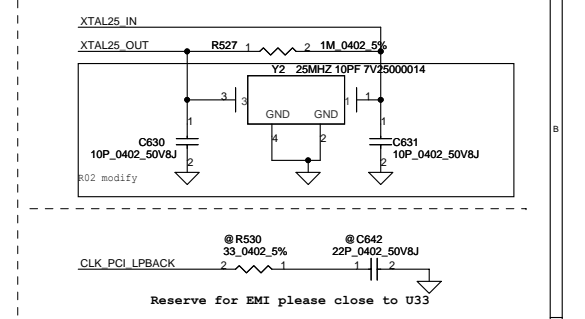 XTAL25_IN
XTAL25_OUT R527 1 2 1M_0402_5%
Y2 25MHZ 10PF 7V25000014
3 3 1 1
GND GND
1 4 2 1
C630 C631
10P_0402_50V8J 10P_0402_50V8J
2 2
R02 modify
B
@R530 @C642
33_0402_5% 22P_0402_50V8J
CLK_PCI_LPBACK 2 1 1 2
Reserve for EMI please close to U33